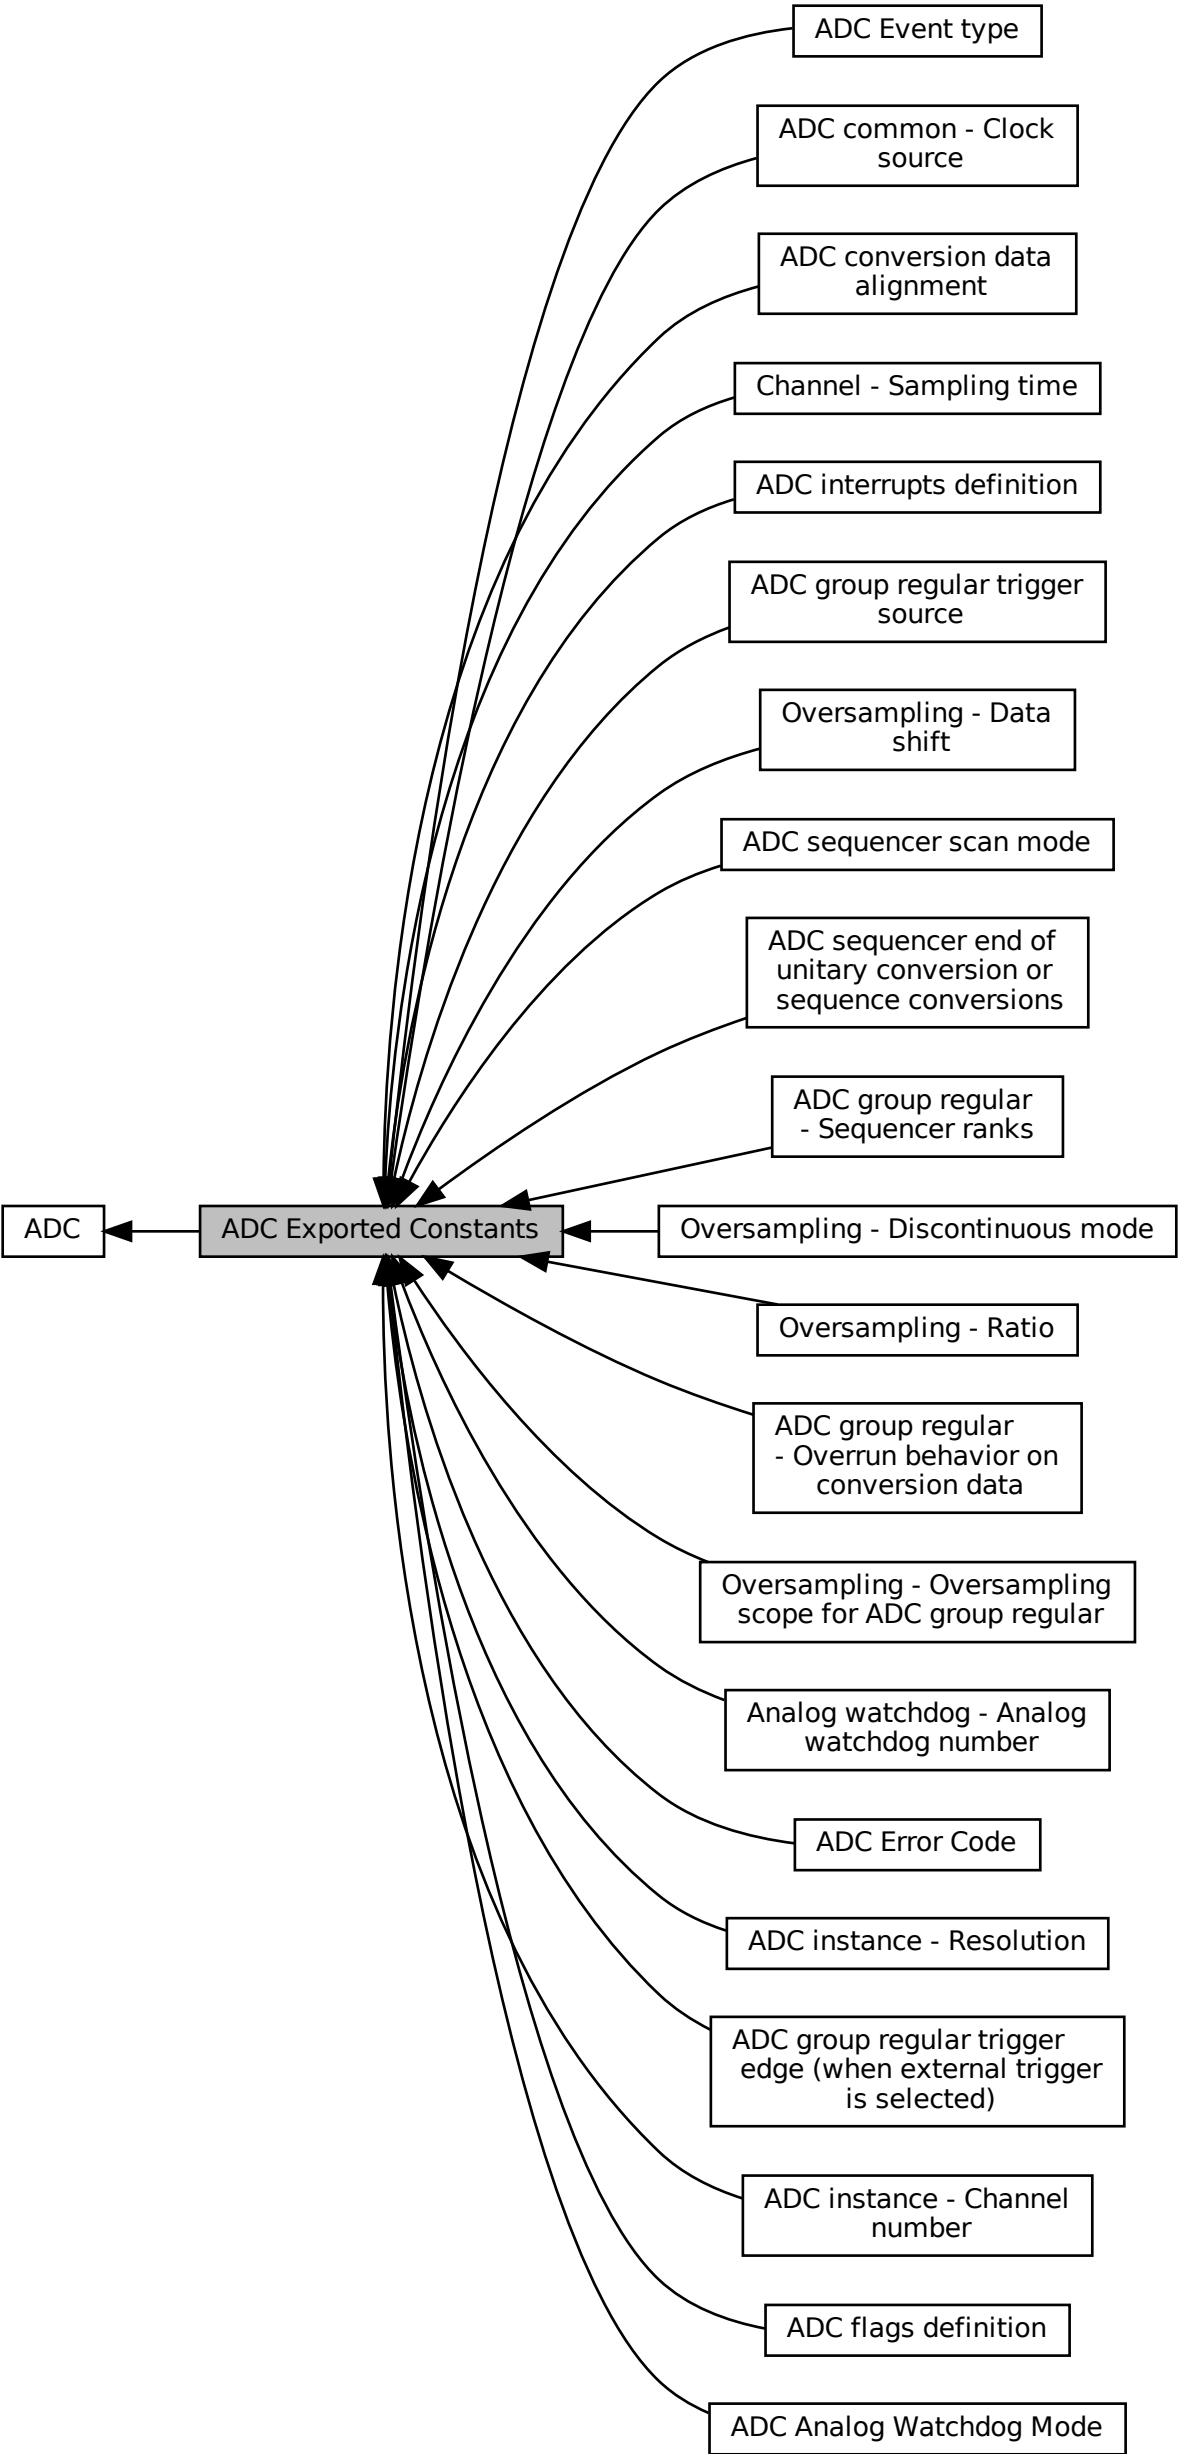 ADC Event type
ADC common - Clock
source
ADC conversion data
alignment
Channel - Sampling time
ADC interrupts definition
ADC group regular trigger
source
Oversampling - Data
shift
ADC sequencer scan mode
ADC sequencer end of
unitary conversion or
sequence conversions
ADC group regular
- Sequencer ranks
ADC
ADC Exported Constants
Oversampling - Discontinuous mode
Oversampling - Ratio
ADC group regular
- Overrun behavior on
conversion data
Oversampling - Oversampling
scope for ADC group regular
Analog watchdog - Analog
watchdog number
ADC Error Code
ADC instance - Resolution
ADC group regular trigger
edge (when external trigger
is selected)
ADC instance - Channel
number
ADC flags definition
ADC Analog Watchdog Mode